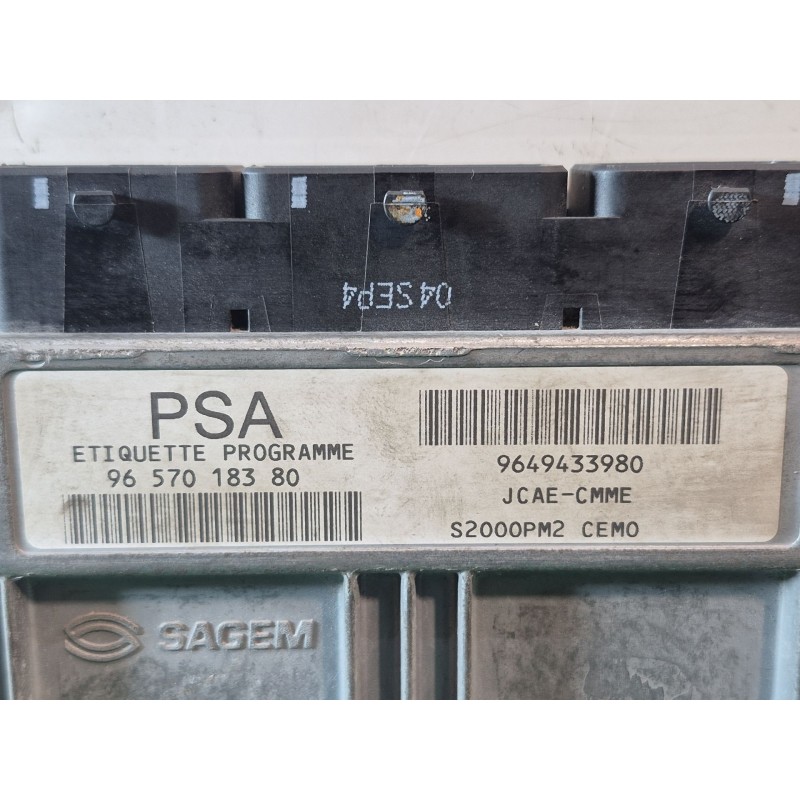 04SEP4
PSA
ETIQUETTE PROGRAMME
96 570 183 80
9649433980
JCAE-CMME
S2000PM2 CEMO
SAGEM